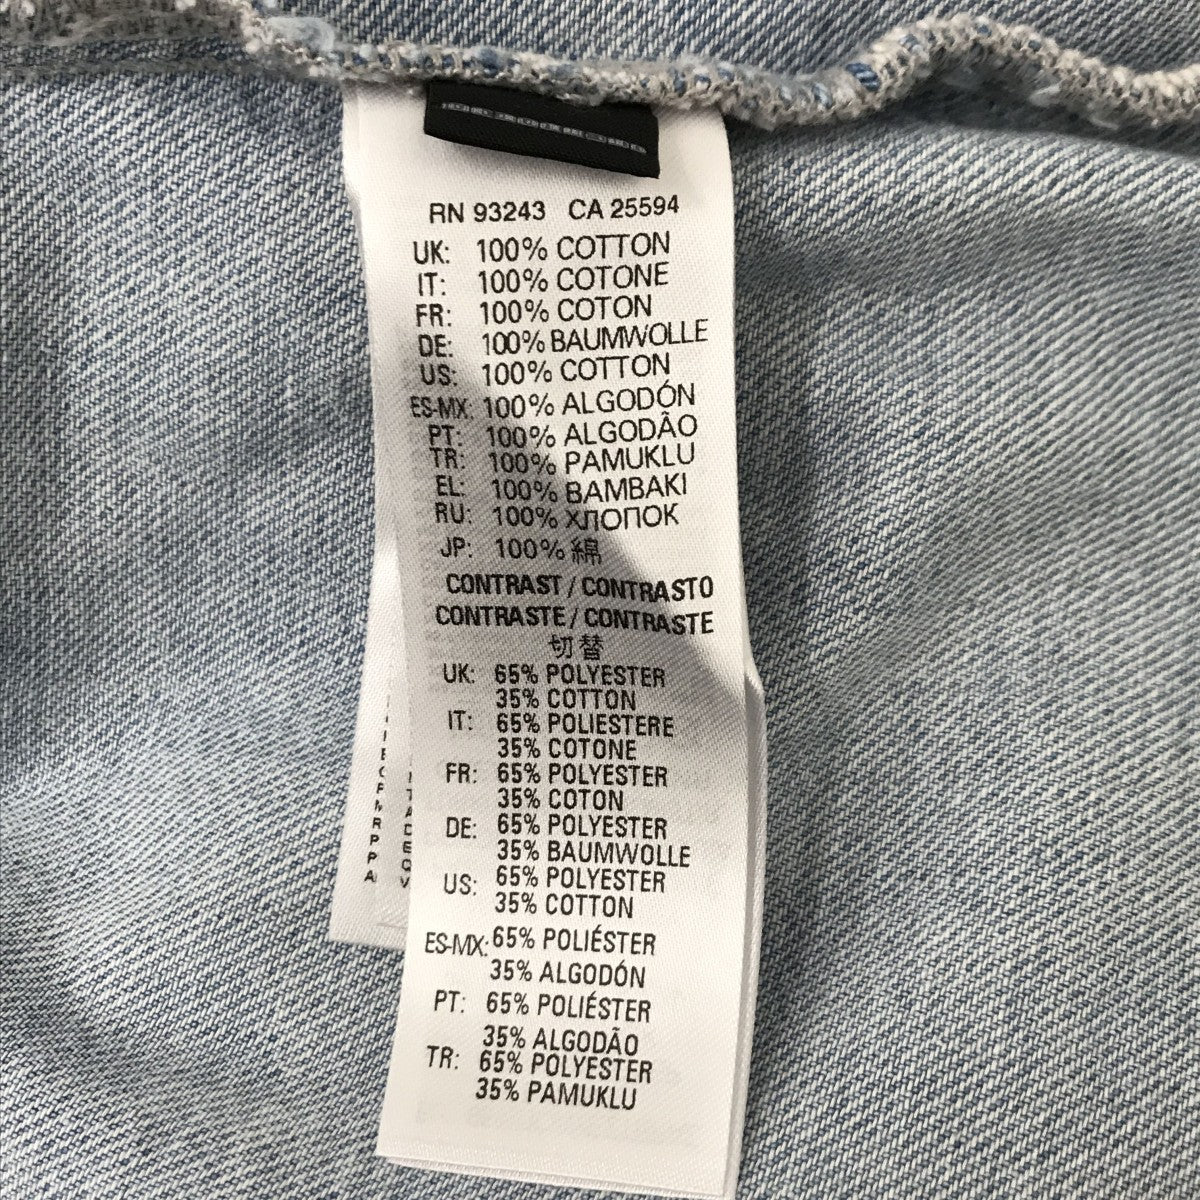 RN 93243 CA 25594
UK: 100% COTTON
IT: 100% COTONE
FR: 100% COTON
DE: 100% BAUMWOLLE
US: 100% COTTON
ES-MX: 100% ALGODÓN
PT: 100% ALGODÃO
TR: 100% PAMUKLU
EL: 100% BAMBAKI
RU: 100% ХЛОПОК
JP: 100% 綿
CONTRAST / CONTRASTO
CONTRASTE / CONTRASTE
切替
UK: 65% POLYESTER
35% COTTON
IT: 65% POLIESTERE
35% COTONE
FR: 65% POLYESTER
35% COTON
DE: 65% POLYESTER
35% BAUMWOLLE
US: 65% POLYESTER
35% COTTON
ES-MX: 65% POLIÉSTER
35% ALGODÓN
PT: 65% POLIÉSTER
35% ALGODÃO
TR: 65% POLYESTER
35% PAMUKLU